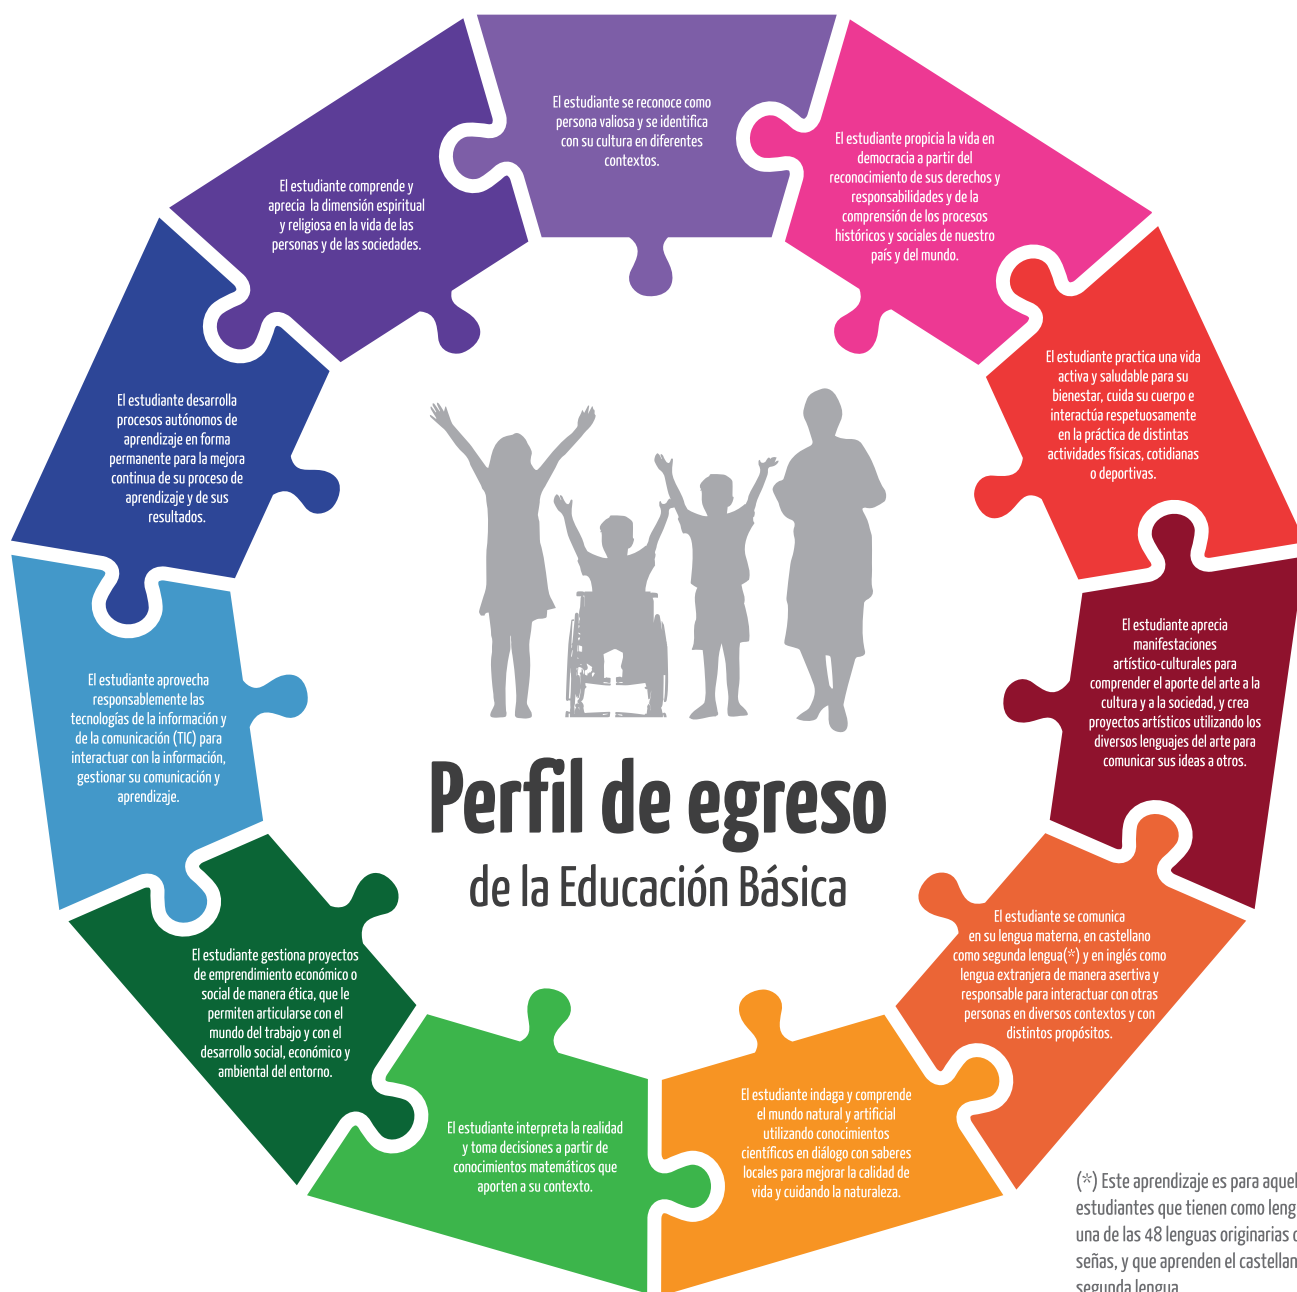 El estudiante se reconoce como
persona valiosa y se identifica
con su cultura en diferentes
contextos.
El estudiante propicia la vida en
democracia a partir del
reconocimiento de sus derechos y
responsabilidades y de la
comprensión de los procesos
históricos y sociales de nuestro
país y del mundo.
El estudiante practica una vida
activa y saludable para su
bienestar, cuida su cuerpo e
interactúa respetuosamente
en la práctica de distintas
actividades físicas, cotidianas
o deportivas.
El estudiante aprecia
manifestaciones
artístico-culturales para
comprender el aporte del arte a la
cultura y a la sociedad, y crea
proyectos artísticos utilizando los
diversos lenguajes del arte para
comunicar sus ideas a otros.
El estudiante se comunica
en su lengua materna, en castellano
como segunda lengua(*) y en inglés como
lengua extranjera de manera asertiva y
responsable para interactuar con otras
personas en diversos contextos y con
distintos propósitos.
El estudiante indaga y comprende
el mundo natural y artificial
utilizando conocimientos
científicos en diálogo con saberes
locales para mejorar la calidad de
vida y cuidando la naturaleza.
El estudiante interpreta la realidad
y toma decisiones a partir de
conocimientos matemáticos que
aporten a su contexto.
El estudiante gestiona proyectos
de emprendimiento económico o
social de manera ética, que le
permiten articularse con el
mundo del trabajo y con el
desarrollo social, económico y
ambiental del entorno.
El estudiante aprovecha
responsablemente las
tecnologías de la información y
de la comunicación (TIC) para
interactuar con la información,
gestionar su comunicación y
aprendizaje.
El estudiante desarrolla
procesos autónomos de
aprendizaje en forma
permanente para la mejora
continua de su proceso de
aprendizaje y de sus
resultados.
El estudiante comprende y
aprecia la dimensión espiritual
y religiosa en la vida de las
personas y de las sociedades.
Perfil de egreso
de la Educación Básica
(*) Este aprendizaje es para
estudiantes que tienen como
una de las 48 lenguas originarias
señas, y que aprenden el
segunda lengua.